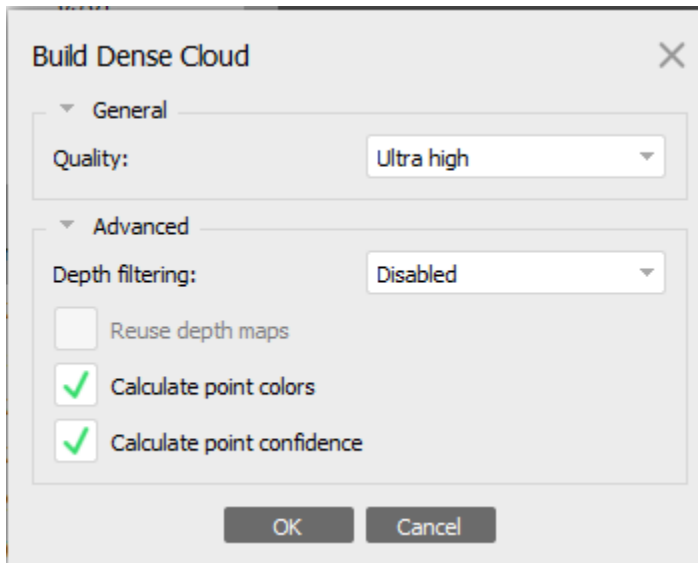 Build Dense Cloud
General
Quality: Ultra high
Advanced
Depth filtering: Disabled
Reuse depth maps
Calculate point colors
Calculate point confidence
OK Cancel